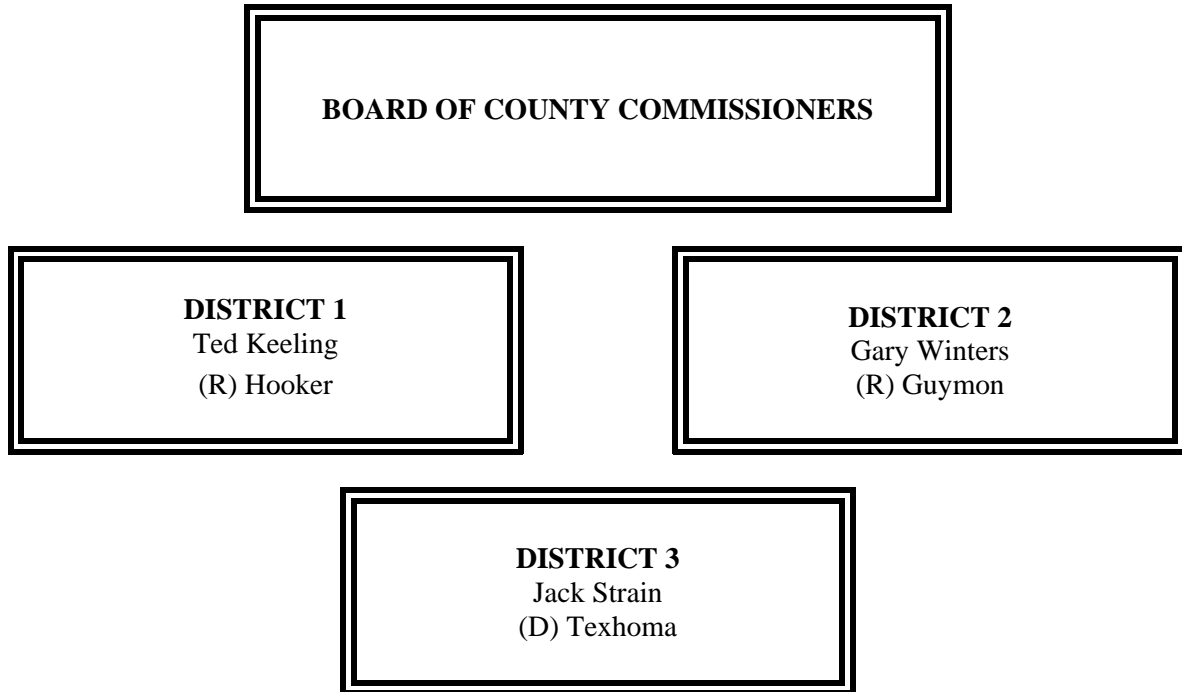 BOARD OF COUNTY COMMISSIONERS
DISTRICT 1
Ted Keeling
(R) Hooker
DISTRICT 2
Gary Winters
(R) Guymon
DISTRICT 3
Jack Strain
(D) Texhoma